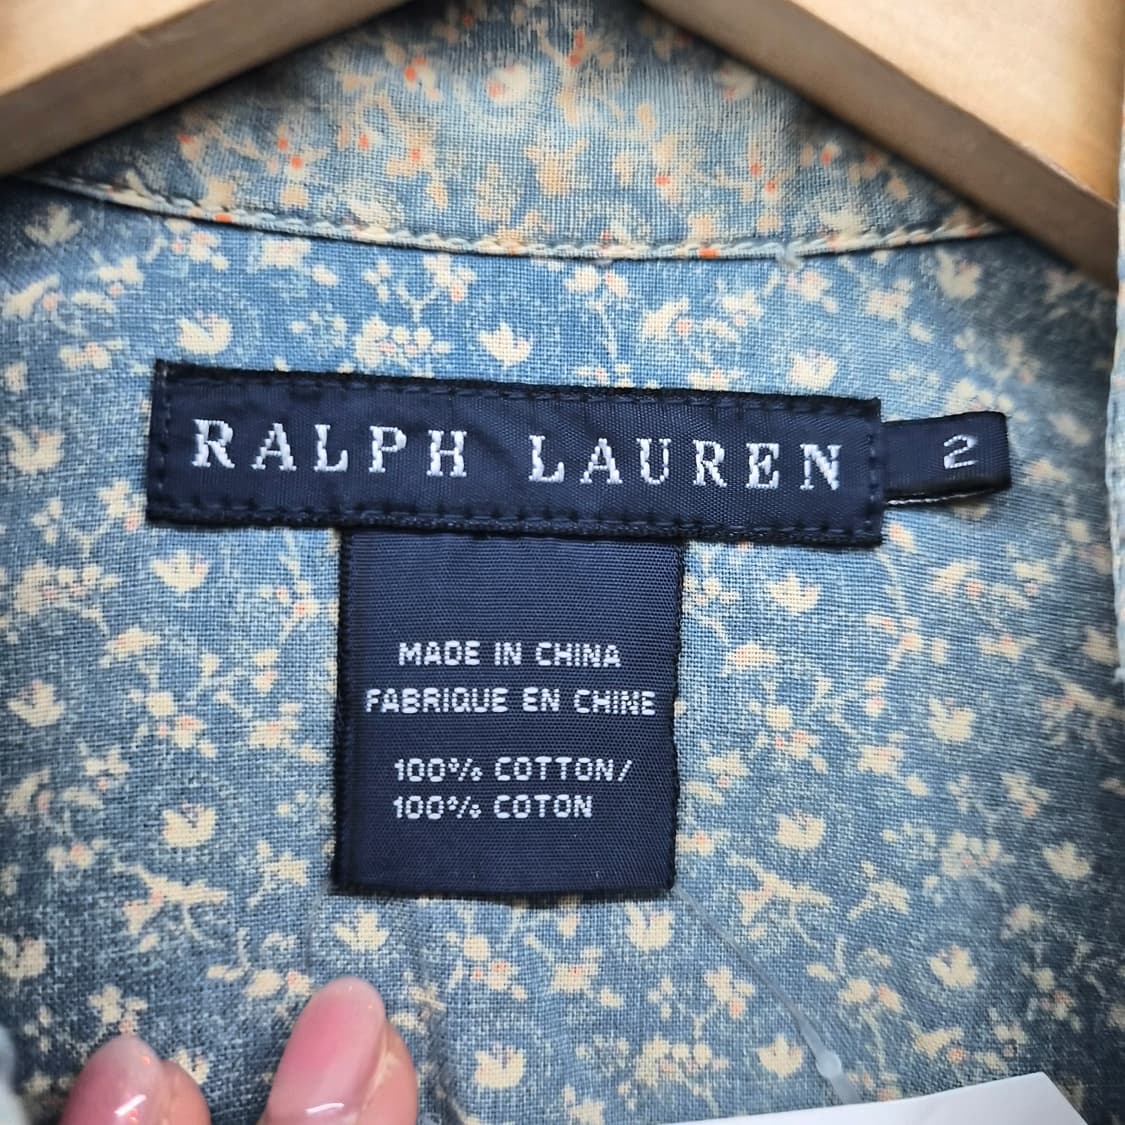 RALPH LAUREN
2
MADE IN CHINA
FABRIQUE EN CHINE
100% COTTON/
100% COTON